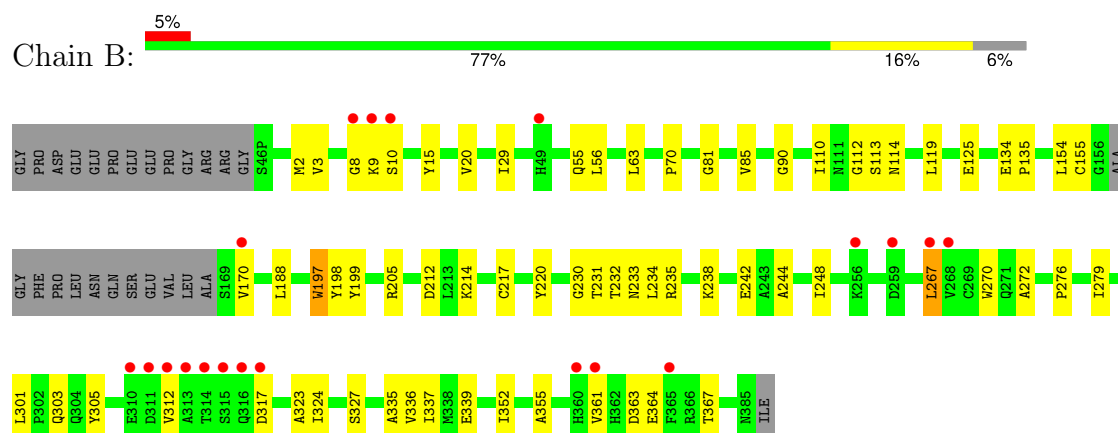 5%
Chain B:
77% 16% 6%
GLY PRO ASP GLU GLU PRO GLU GLU PRO GLY ARG ARG GLY S46P M2 V3 G8 K9 S10 Y15 V20 I29 H49 Q55 L56 L63 P70 G81 V85 G90 I110 N111 G112 S113 N114 L119 E125 E134 P135 L154 C155 G156 ALA
GLY PHE PRO LEU ASN GLN SER GLU VAL LEU ALA S169 V170 L188 W197 Y198 Y199 R205 D212 L213 K214 C217 Y220 G230 T231 T232 N233 L234 R235 K238 E242 A243 A244 I248 K256 D259 L267 V268 C269 W270 Q271 A272 P276 I279
L301 P302 Q303 Q304 Y305 E310 D311 V312 A313 T314 S315 Q316 D317 A323 I324 S327 A335 V336 I337 M338 E339 I352 A355 H360 V361 H362 D363 E364 F365 R366 T367 N385 ILE